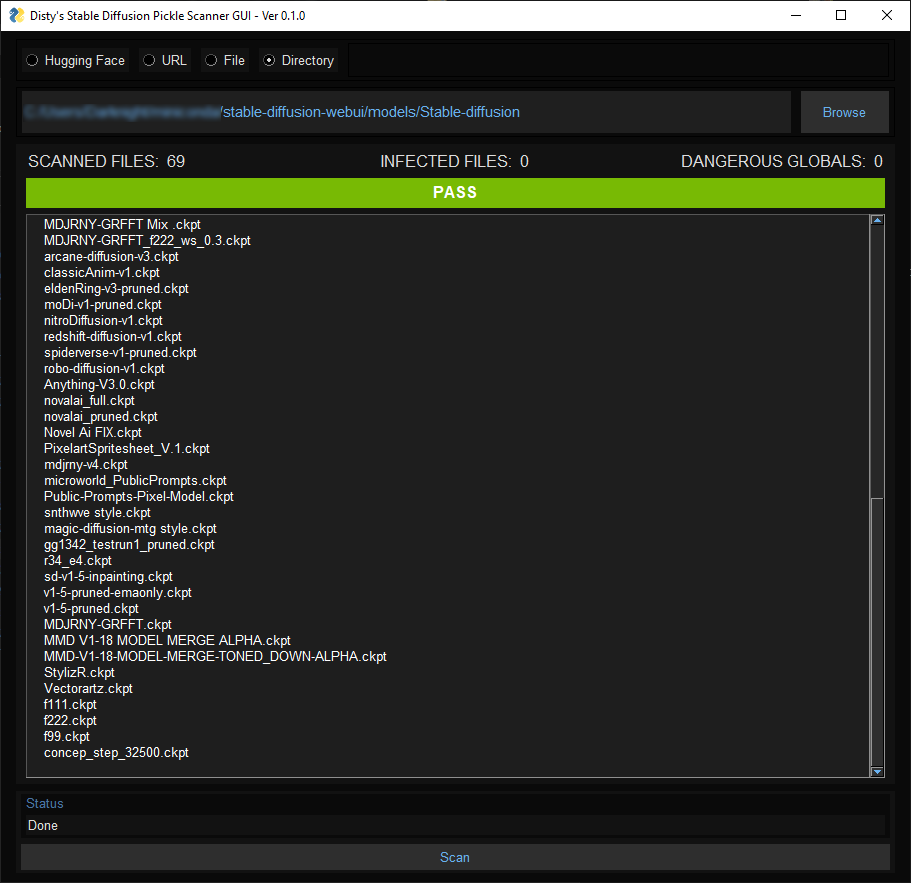 Disty's Stable Diffusion Pickle Scanner GUI - Ver 0.1.0
Hugging Face URL File Directory
/stable-diffusion-webui/models/Stable-diffusion Browse
SCANNED FILES: 69 INFECTED FILES: 0 DANGEROUS GLOBALS: 0
PASS
MDJRNY-GRFFT Mix .ckpt
MDJRNY-GRFFT_f222_ws_0.3.ckpt
arcane-diffusion-v3.ckpt
classicAnim-v1.ckpt
eldenRing-v3-pruned.ckpt
moDi-v1-pruned.ckpt
nitroDiffusion-v1.ckpt
redshift-diffusion-v1.ckpt
spiderverse-v1-pruned.ckpt
robo-diffusion-v1.ckpt
Anything-V3.0.ckpt
novalai_full.ckpt
novalai_pruned.ckpt
Novel Ai FIX.ckpt
PixelartSpritesheet_V.1.ckpt
mdjrny-v4.ckpt
microworld_PublicPrompts.ckpt
Public-Prompts-Pixel-Model.ckpt
snthwve style.ckpt
magic-diffusion-mtg style.ckpt
gg1342_testrun1_pruned.ckpt
r34_e4.ckpt
sd-v1-5-inpainting.ckpt
v1-5-pruned-emaonly.ckpt
v1-5-pruned.ckpt
MDJRNY-GRFFT.ckpt
MMD V1-18 MODEL MERGE ALPHA.ckpt
MMD-V1-18-MODEL-MERGE-TONED_DOWN-ALPHA.ckpt
StylizR.ckpt
Vectorartz.ckpt
f111.ckpt
f222.ckpt
f99.ckpt
concep_step_32500.ckpt
Status
Done
Scan